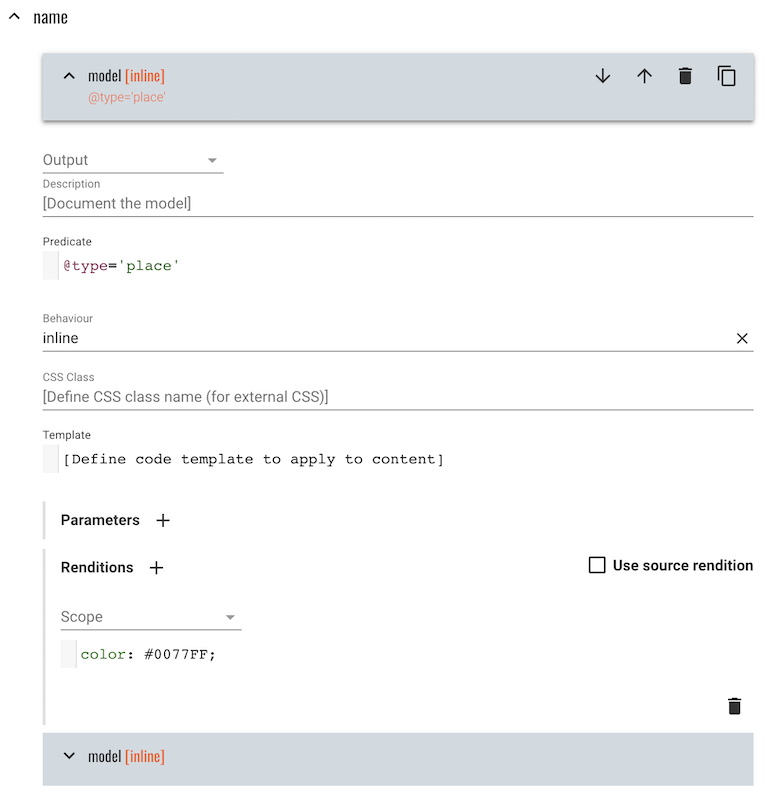 name
model [inline]
@type='place'
Output
Description
[Document the model]
Predicate
@type='place'
Behaviour
inline
CSS Class
[Define CSS class name (for external CSS)]
Template
[Define code template to apply to content]
Parameters
Renditions
Use source rendition
Scope
color: #0077FF;
model [inline]